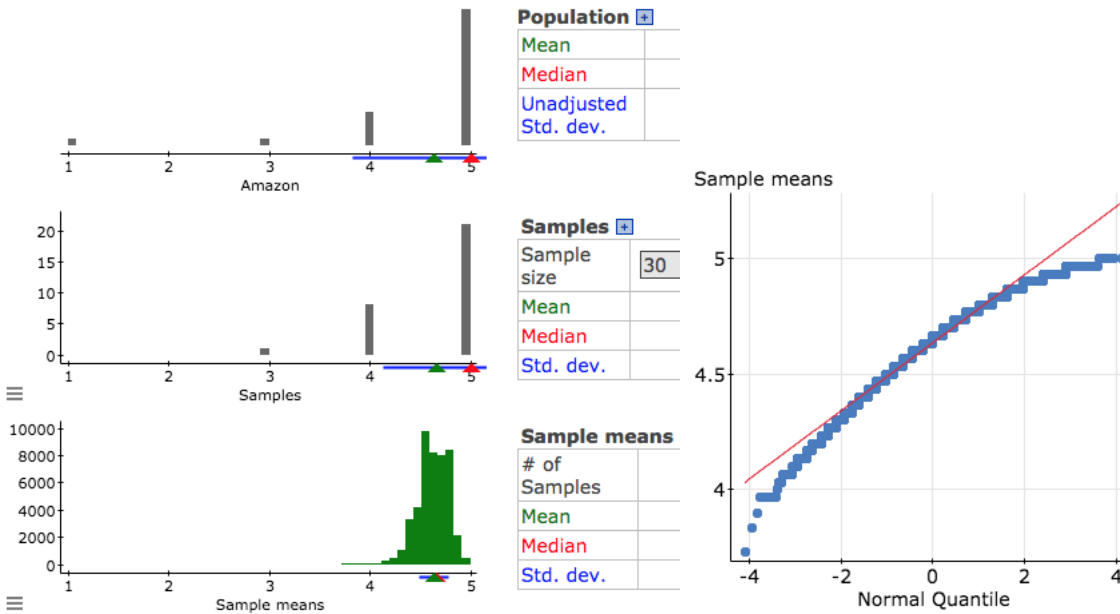 Population +
Mean
Median
Unadjusted
Std. dev.
1 2 3 4 5
Amazon
Samples +
Sample
size
30
Mean
Median
Std. dev.
20
15
10
5
0
1 2 3 4 5
Samples
Sample means
# of
Samples
Mean
Median
Std. dev.
10000
8000
6000
4000
2000
0
1 2 3 4 5
Sample means
Sample means
5
4.5
4
-4 -2 0 2 4
Normal Quantile